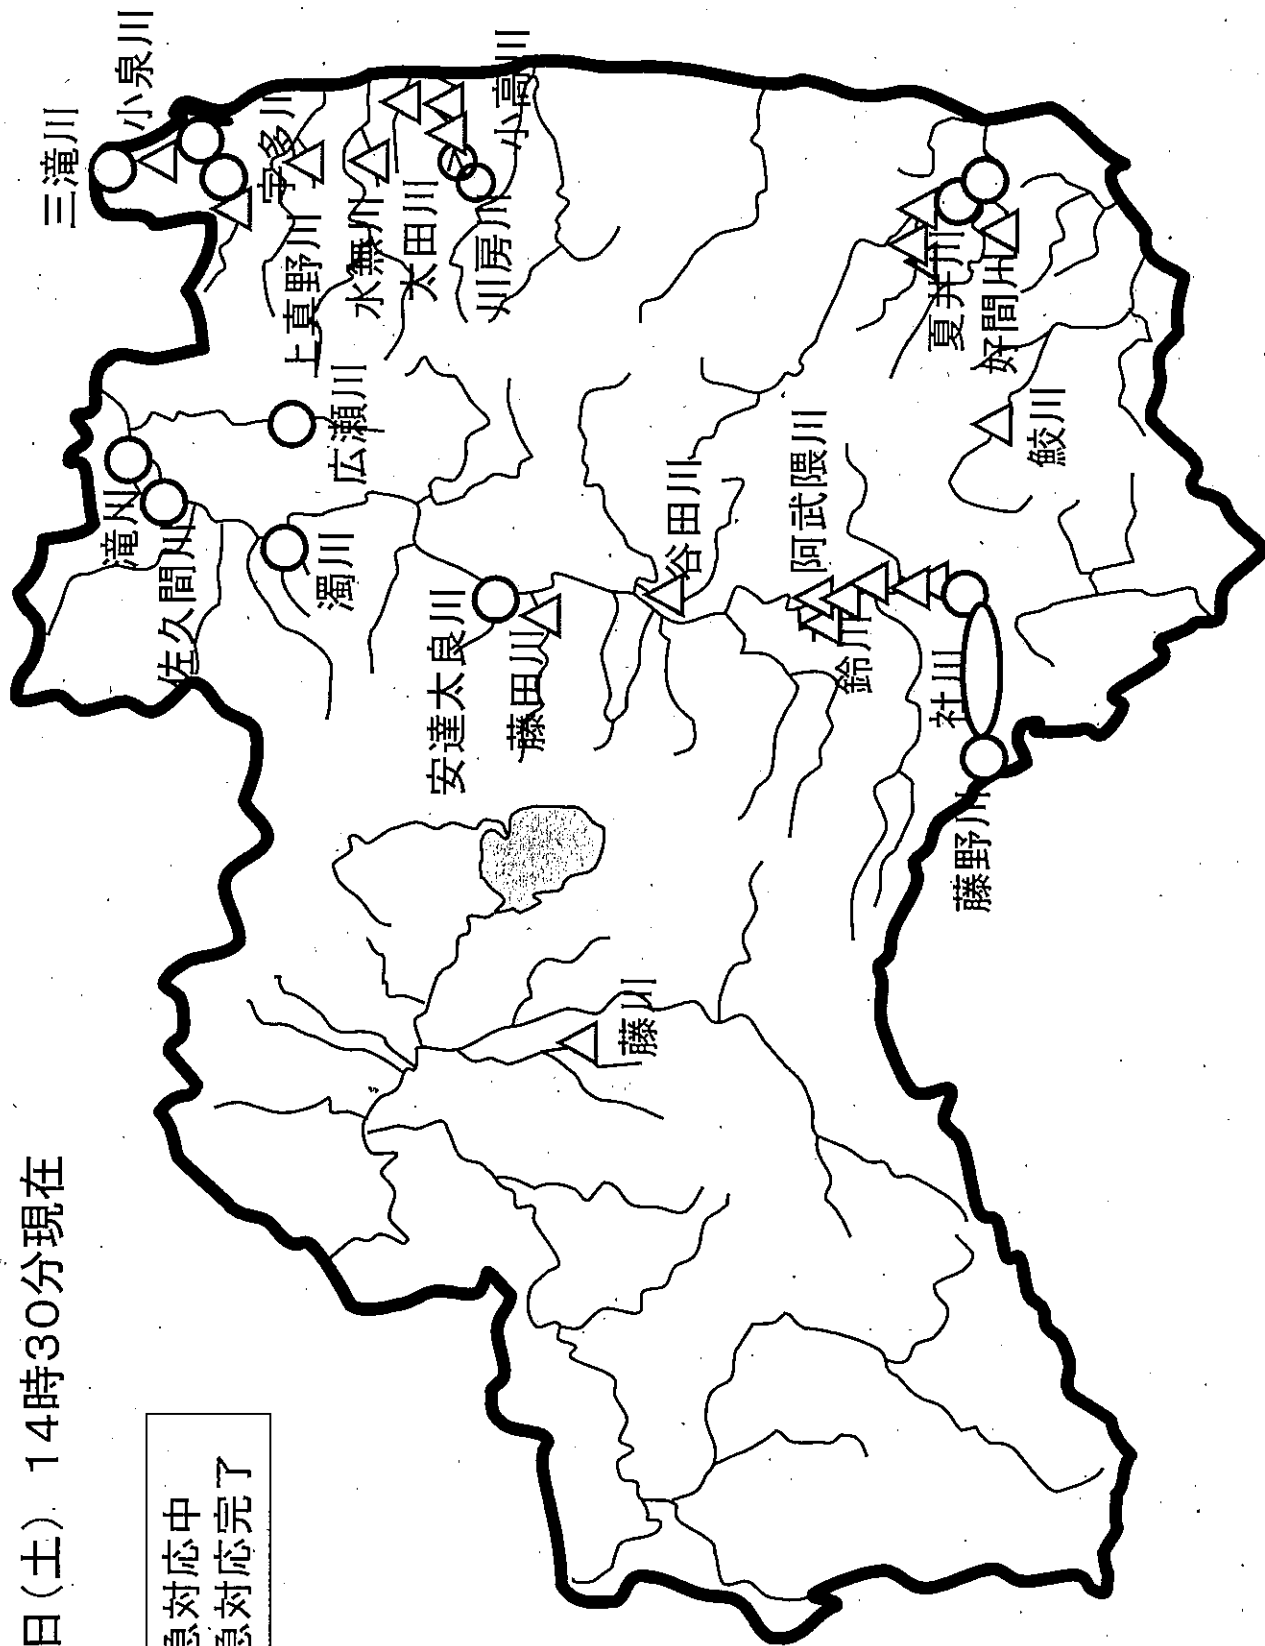 日(土) 14時30分現在
急対応中
急対応完了
三滝川
小泉川
宇多川
上真野川
水無川
太田川
小高川
川房川
滝川
佐久間川
広瀬川
濁川
安達太良川
藤田川
谷田川
阿武隈川
鈴川
社川
藤野川
夏井川
好間川
鮫川
藤川